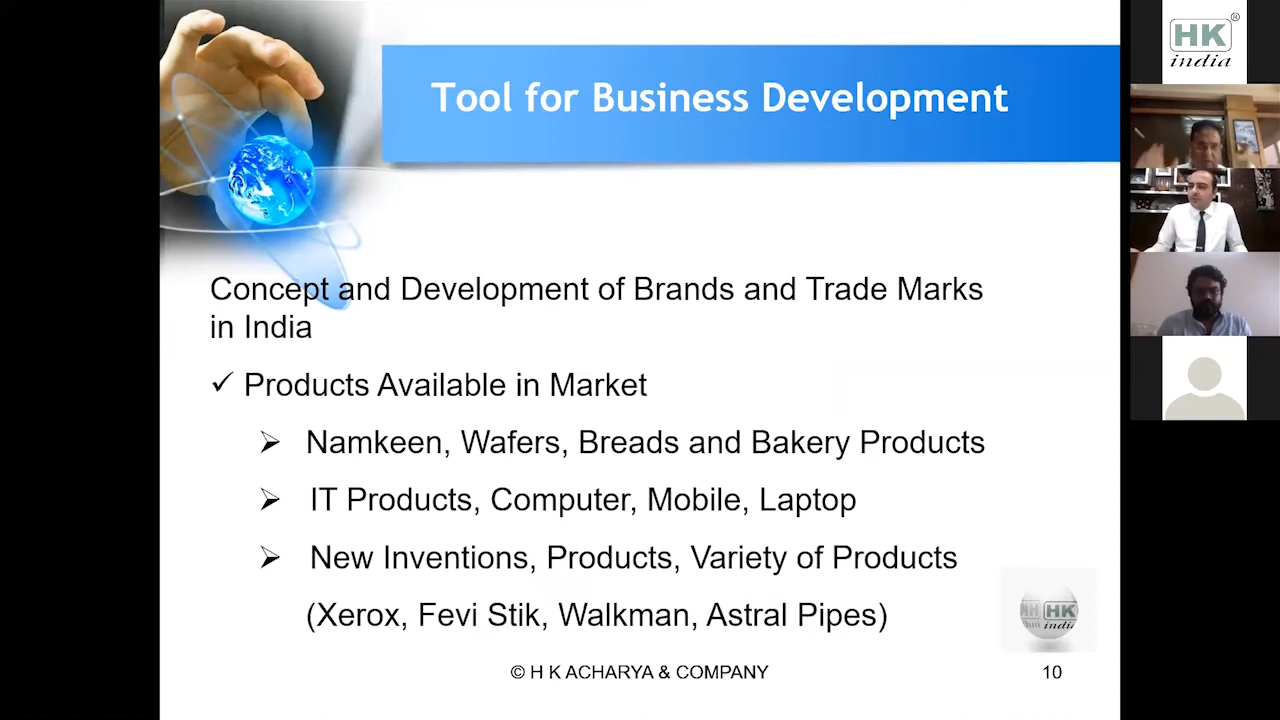 Tool for Business Development
HK
india
®
Concept and Development of Brands and Trade Marks
in India
✓ Products Available in Market
➢ Namkeen, Wafers, Breads and Bakery Products
➢ IT Products, Computer, Mobile, Laptop
➢ New Inventions, Products, Variety of Products
(Xerox, Fevi Stik, Walkman, Astral Pipes)
HK
india
© H K ACHARYA & COMPANY
10